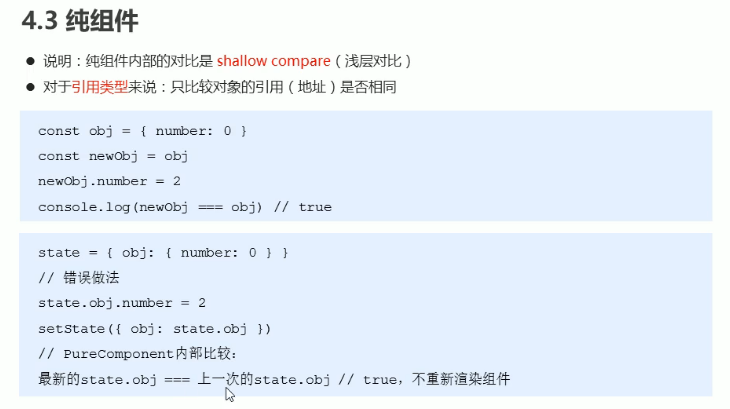 4.3 纯组件
● 说明：纯组件内部的对比是 shallow compare（浅层对比）
● 对于引用类型来说：只比较对象的引用（地址）是否相同
const obj = { number: 0 }
const newObj = obj
newObj.number = 2
console.log(newObj === obj) // true
state = { obj: { number: 0 } }
// 错误做法
state.obj.number = 2
setState({ obj: state.obj })
// PureComponent内部比较：
最新的state.obj === 上一次的state.obj // true，不重新渲染组件